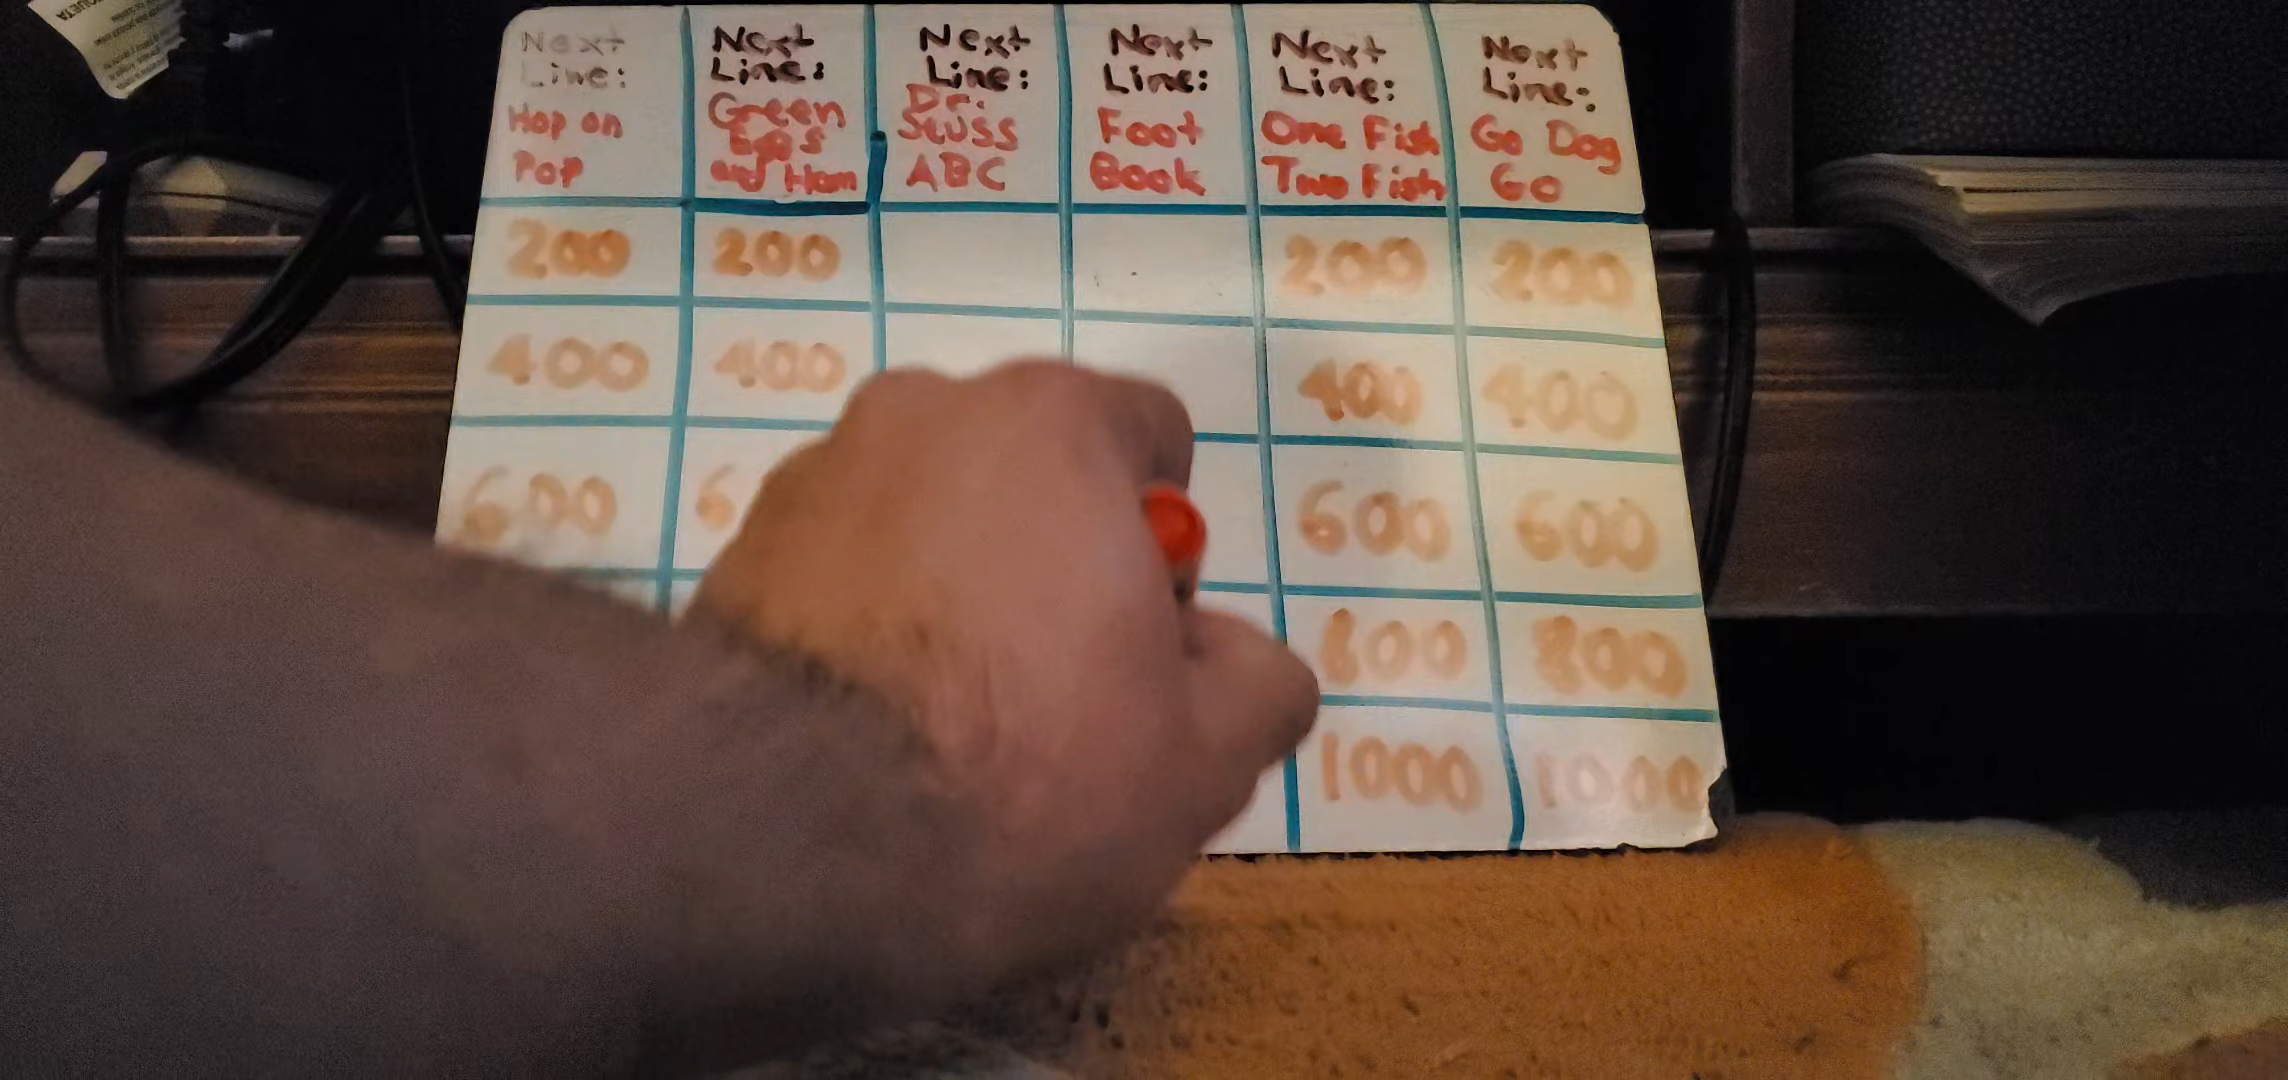 Next Line: Hop on Pop
Next Line: Green Eggs and Ham
Next Line: Dr. Seuss ABC
Next Line: Foot Book
Next Line: One Fish Two Fish
Next Line: Go Dog Go
200 200 200 200
400 400 400 400
600 600 600
800 800
1000 1000